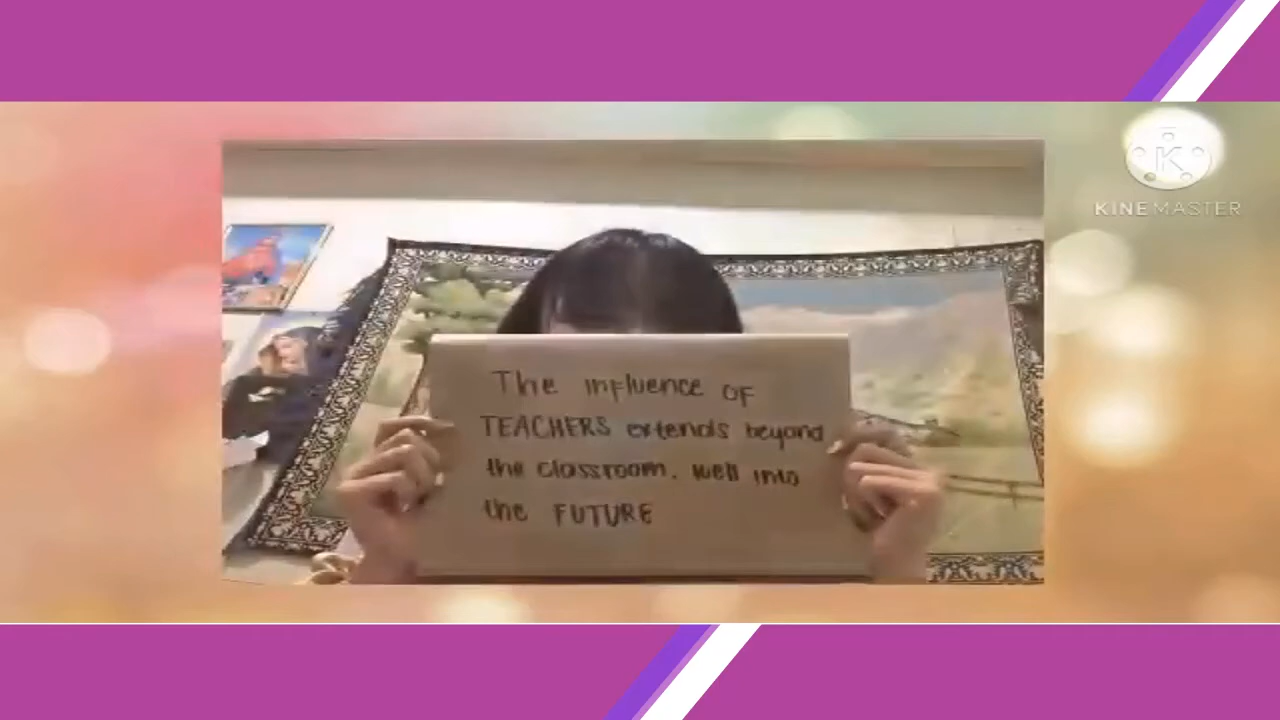 KINEMASTER
The influence of
TEACHERS extends beyond
the classroom, well into
the FUTURE